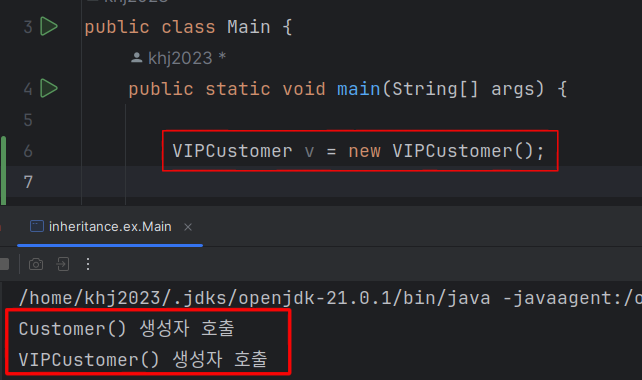 khj2023
3 public class Main {
khj2023 *
4 public static void main(String[] args) {
5
6 VIPCustomer v = new VIPCustomer();
7
inheritance.ex.Main ×
/home/khj2023/.jdks/openjdk-21.0.1/bin/java -javaagent:/o
Customer() 생성자 호출
VIPCustomer() 생성자 호출